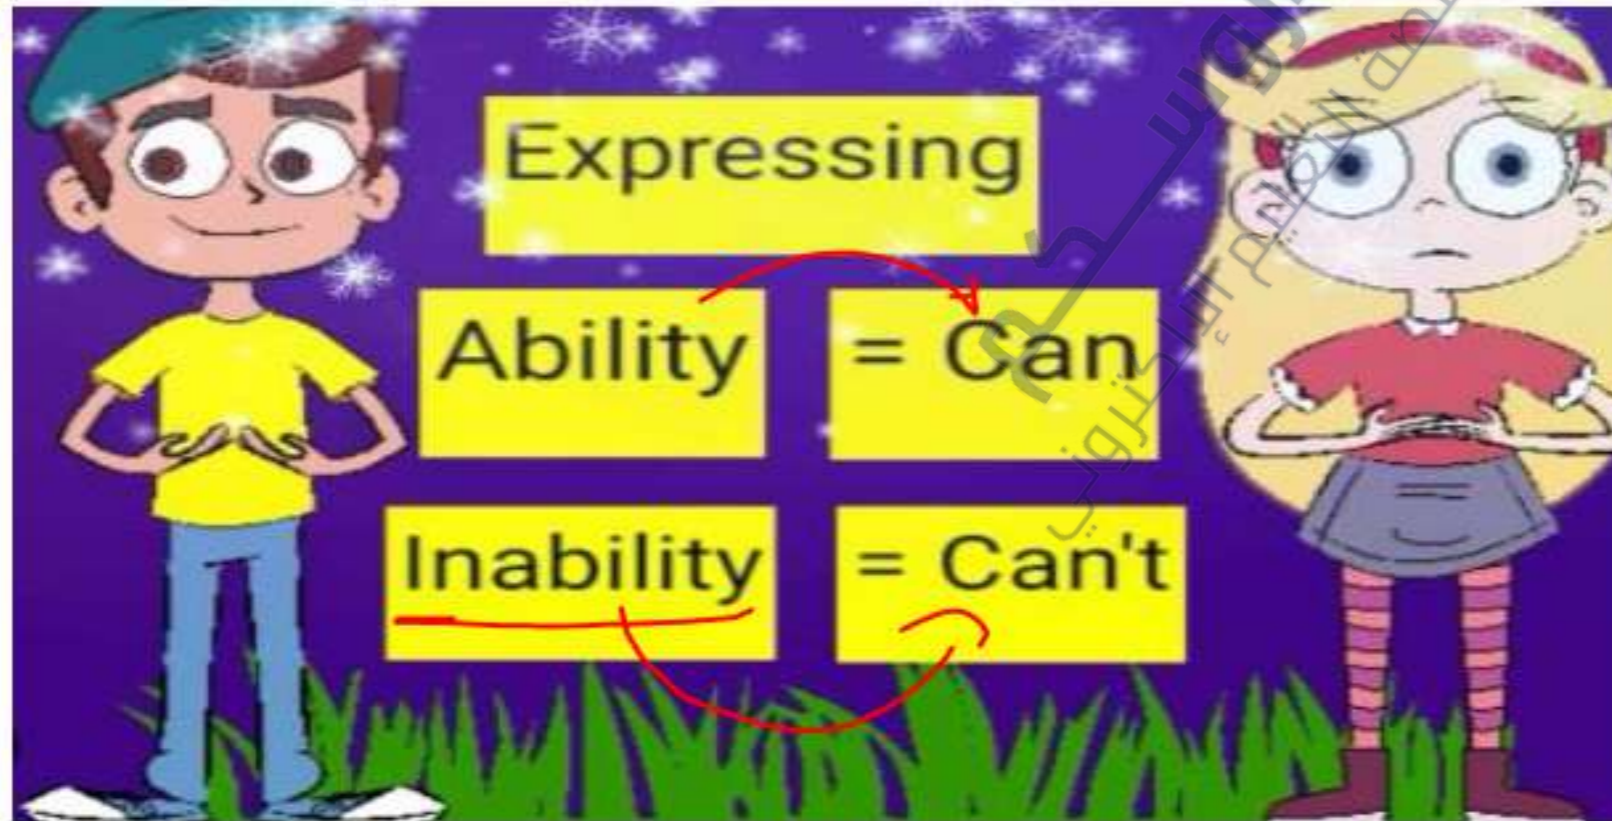 Expressing
Ability = Can
Inability = Can't